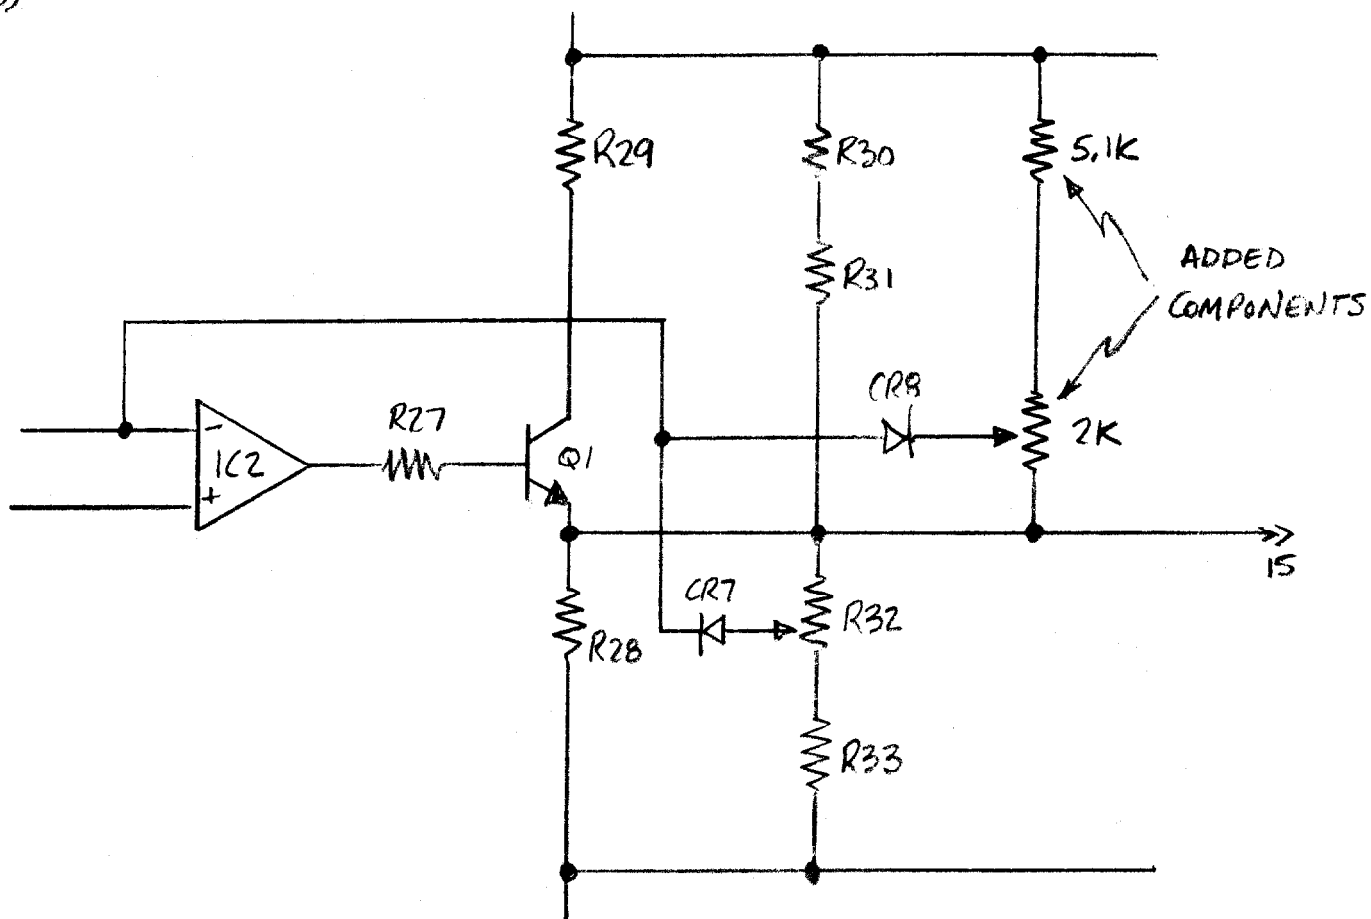 R29
R30
5.1K
R31
ADDED
COMPONENTS
CR8
R27
2K
-
IC2
+
Q1
15
CR7
R32
R28
R33